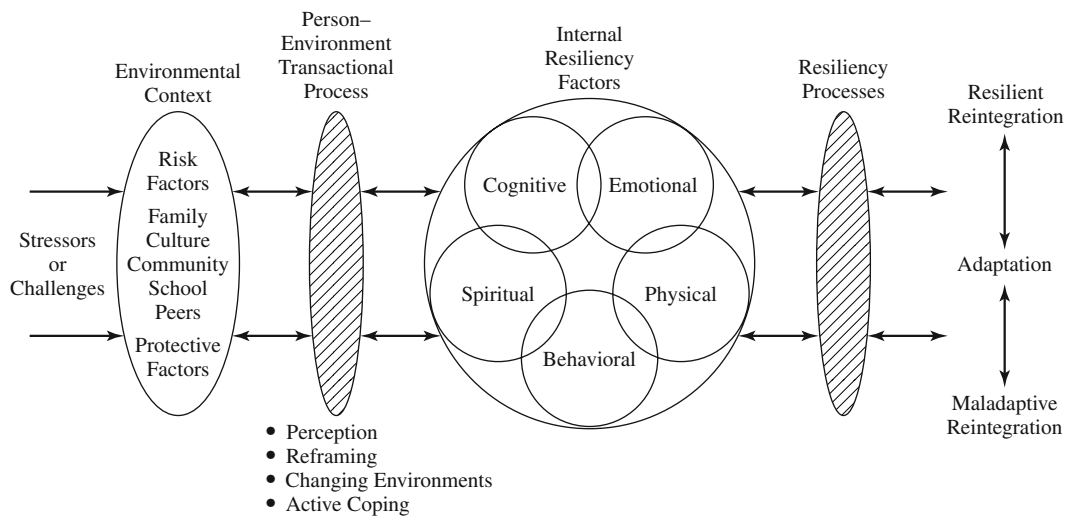 Environmental
Context
Person–
Environment
Transactional
Process
Internal
Resiliency
Factors
Resiliency
Processes
Stressors
or
Challenges
Risk
Factors
Family
Culture
Community
School
Peers
Protective
Factors
• Perception
• Reframing
• Changing Environments
• Active Coping
Cognitive
Emotional
Spiritual
Physical
Behavioral
Resilient
Reintegration
Adaptation
Maladaptive
Reintegration